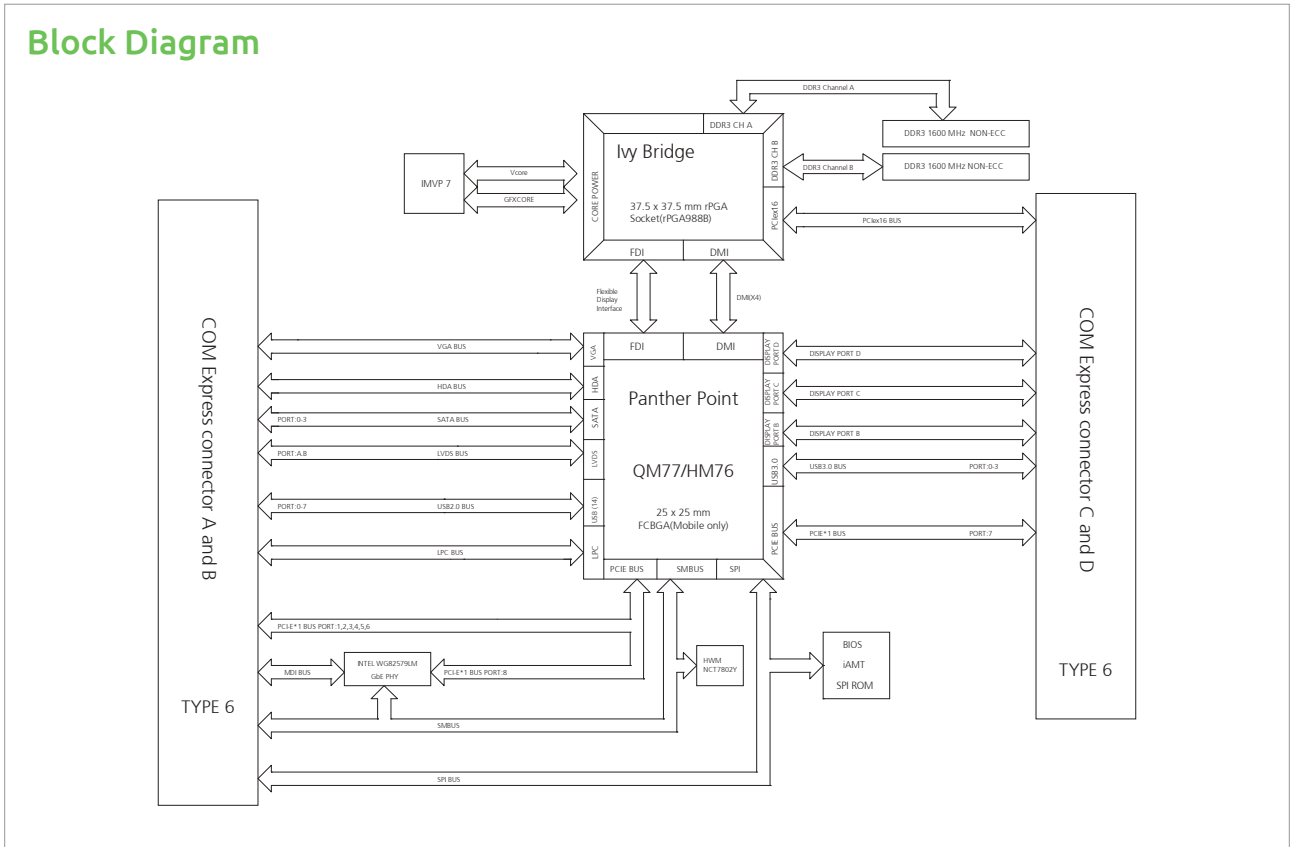 Block Diagram
DDR3 Channel A
DDR3 CH A
DDR3 1600 MHz NON-ECC
Ivy Bridge
DDR3 CH B
DDR3 Channel B
DDR3 1600 MHz NON-ECC
IMVP 7
Vcore
GFXCORE
CORE POWER
37.5 x 37.5 mm rPGA
Socket(rPGA988B)
PCIex16
PCIex16 BUS
FDI
DMI
Flexible
Display
Interface
DMI(X4)
COM Express connector A and B
TYPE 6
COM Express connector C and D
TYPE 6
VGA BUS
VGA
FDI
DMI
DISPLAY
PORT D
DISPLAY PORT D
HDA BUS
HDA
Panther Point
DISPLAY
PORT C
DISPLAY PORT C
PORT:0-3
SATA BUS
SATA
DISPLAY
PORT B
DISPLAY PORT B
PORT:A.B
LVDS BUS
LVDS
QM77/HM76
USB3.0
USB3.0 BUS
PORT:0-3
PORT:0-7
USB2.0 BUS
USB (14)
25 x 25 mm
FCBGA(Mobile only)
PCIE BUS
PCIE*1 BUS
PORT:7
LPC BUS
LPC
PCIE BUS
SMBUS
SPI
PCI-E*1 BUS PORT:1,2,3,4,5,6
MDI BUS
INTEL WG82579LM
GbE PHY
PCI-E*1 BUS PORT:8
HWM
NCT7802Y
BIOS
iAMT
SPI ROM
SMBUS
SPI BUS